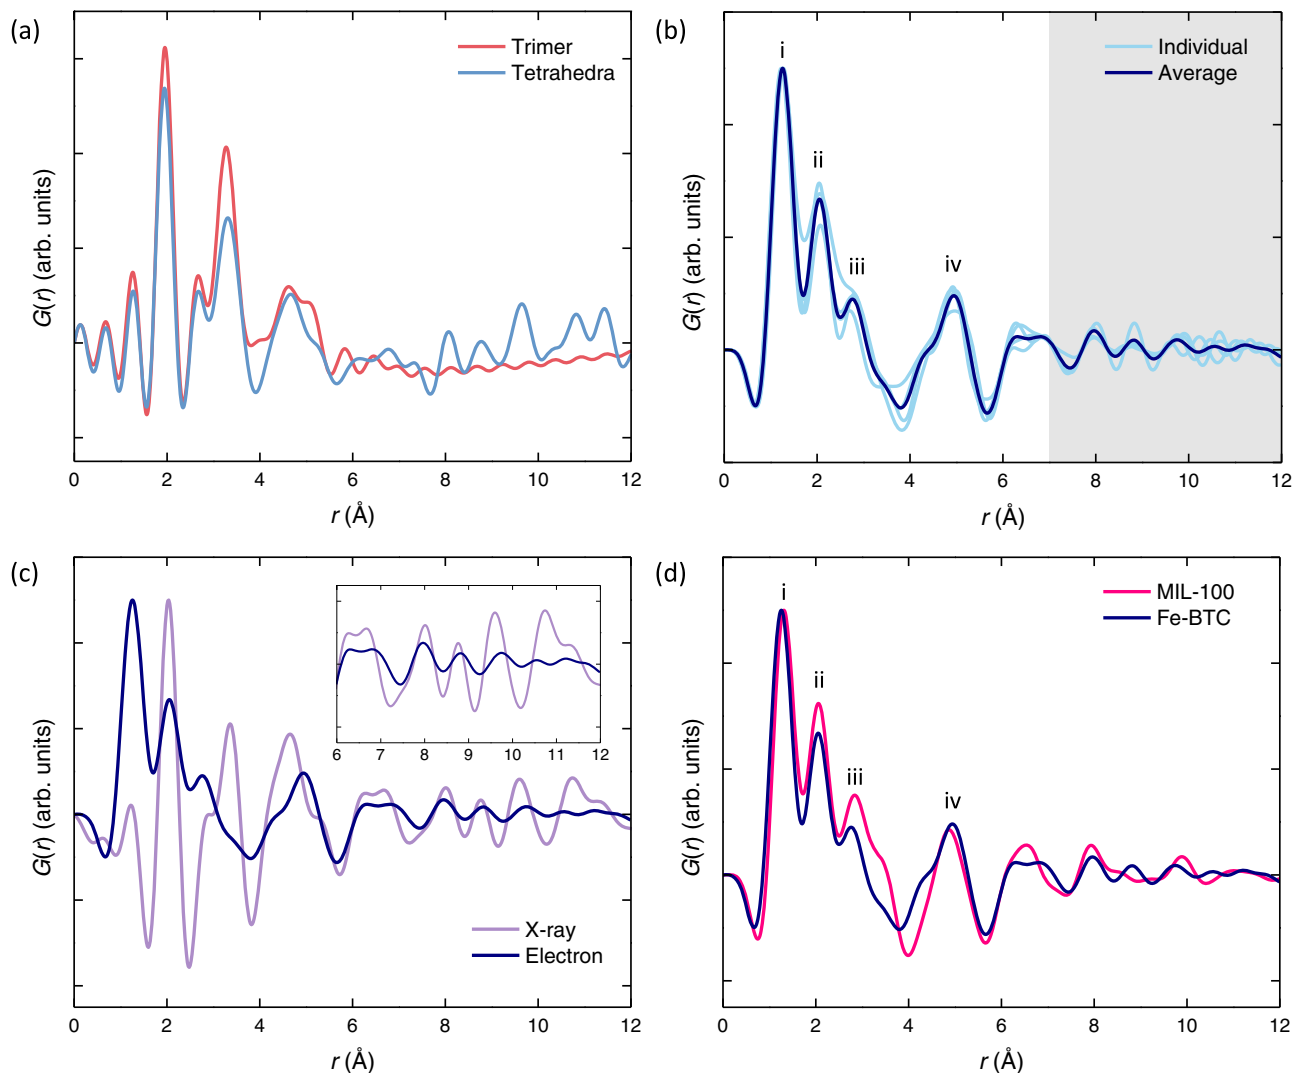 (a)
Trimer
Tetrahedra
G(r) (arb. units)
0 2 4 6 8 10 12
r (Å)
(b)
Individual
Average
i
ii
iii
iv
G(r) (arb. units)
0 2 4 6 8 10 12
r (Å)
(c)
6 7 8 9 10 11 12
X-ray
Electron
G(r) (arb. units)
0 2 4 6 8 10 12
r (Å)
(d)
MIL-100
Fe-BTC
i
ii
iii
iv
G(r) (arb. units)
0 2 4 6 8 10 12
r (Å)